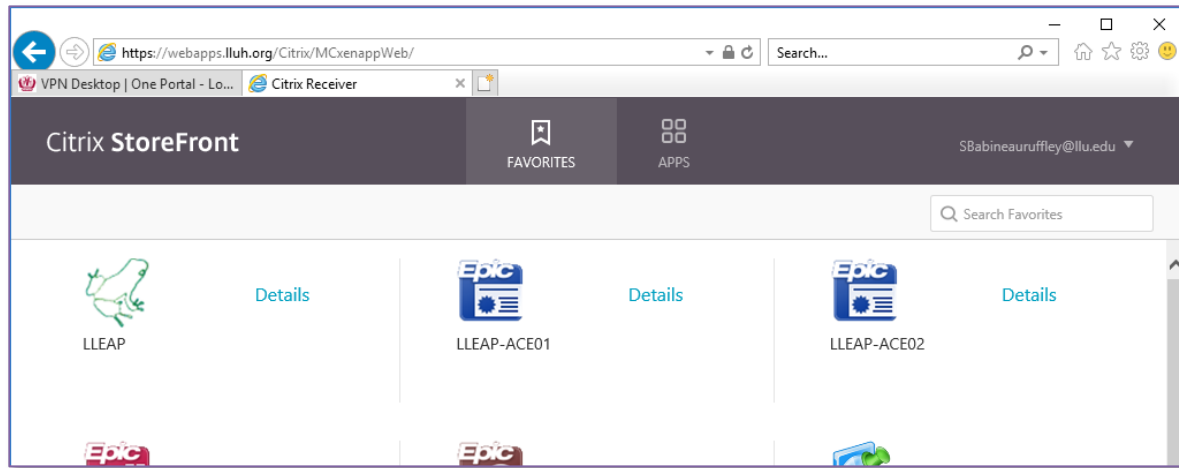 https://webapps.lluh.org/Citrix/MCxenappWeb/
Search...
VPN Desktop | One Portal - Lo...
Citrix Receiver
Citrix StoreFront
FAVORITES
APPS
SBabineauruffley@llu.edu
Search Favorites
Epic
Epic
Details
Details
Details
LLEAP
LLEAP-ACE01
LLEAP-ACE02
Epic
Epic